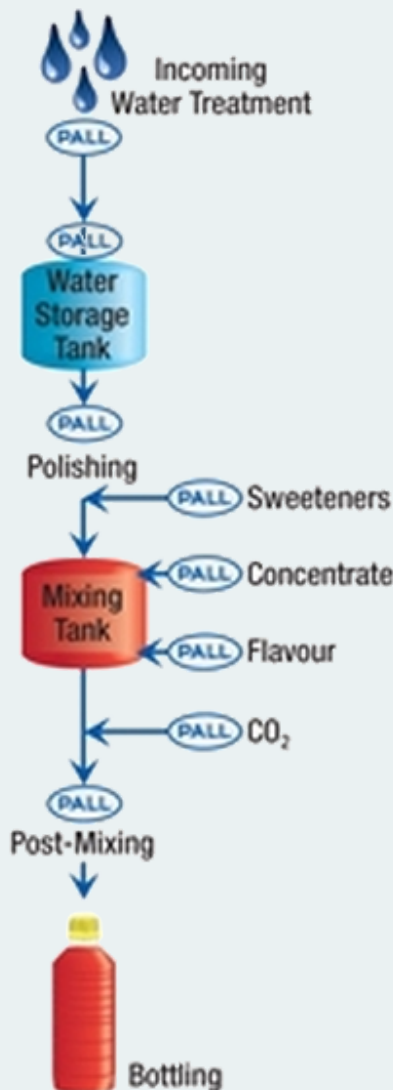 Incoming
Water Treatment
PALL
PALL
Water
Storage
Tank
PALL
Polishing
PALL Sweeteners
PALL Concentrate
Mixing
Tank
PALL Flavour
PALL CO₂
PALL
Post-Mixing
Bottling